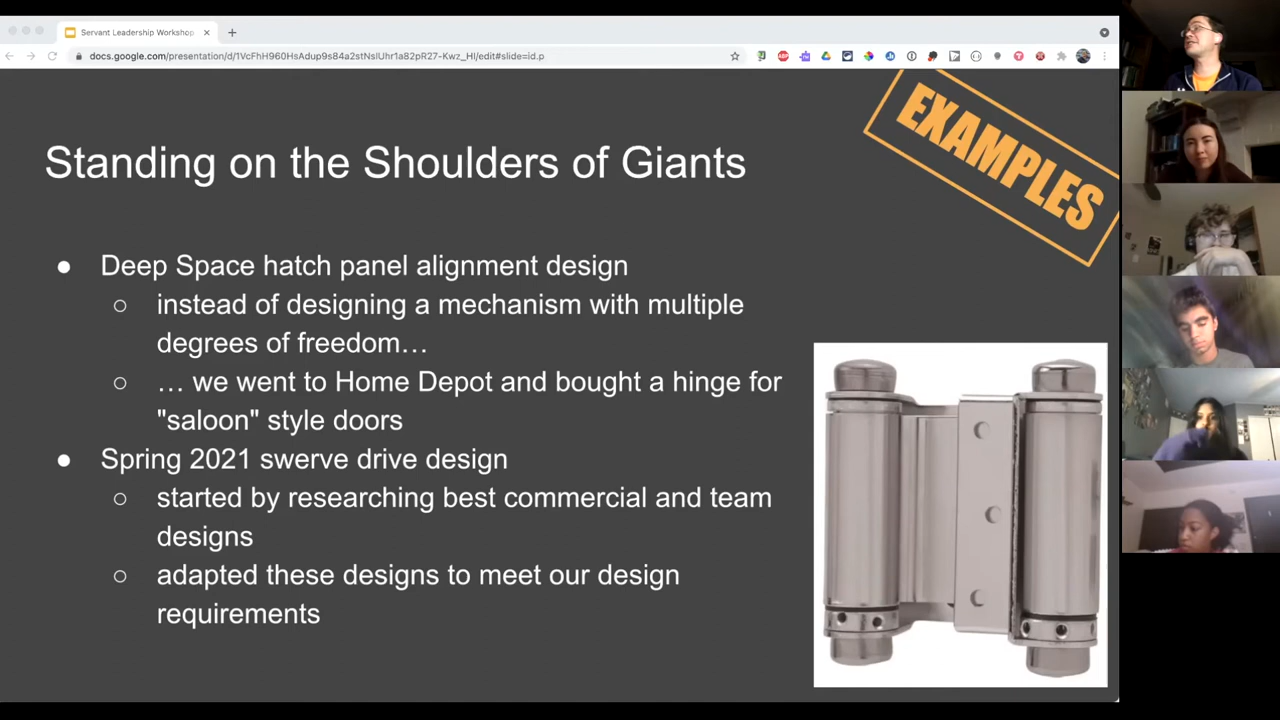 Servant Leadership Workshop
docs.google.com/presentation/d/1VcFhH960HsAdup9s84a2stNslUhr1a82pR27-Kwz_HI/edit#slide=id.p
EXAMPLES
Standing on the Shoulders of Giants
● Deep Space hatch panel alignment design
○ instead of designing a mechanism with multiple
degrees of freedom…
○ … we went to Home Depot and bought a hinge for
"saloon" style doors
● Spring 2021 swerve drive design
○ started by researching best commercial and team
designs
○ adapted these designs to meet our design
requirements